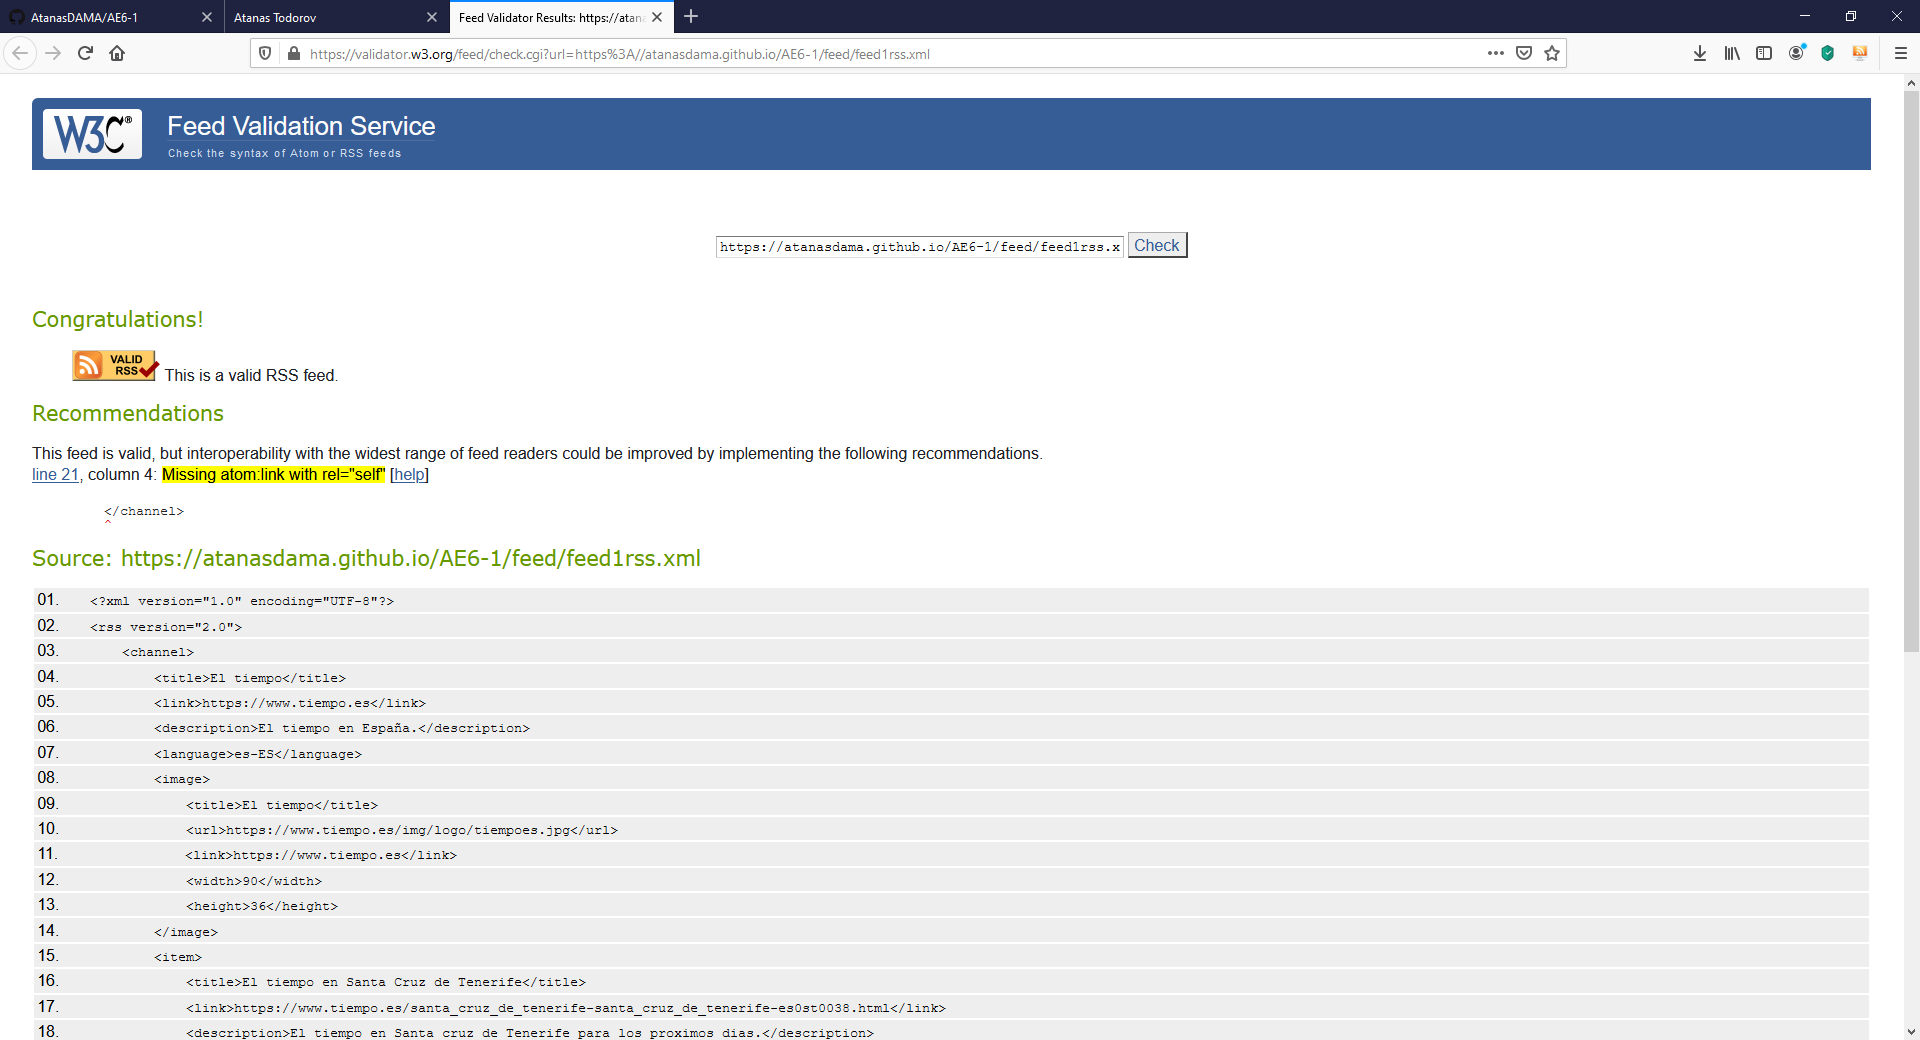 AtanasDAMA/AE6-1
Atanas Todorov
Feed Validator Results: https://atana
https://validator.w3.org/feed/check.cgi?url=https%3A//atanasdama.github.io/AE6-1/feed/feed1rss.xml
W3C®
Feed Validation Service
Check the syntax of Atom or RSS feeds
https://atanasdama.github.io/AE6-1/feed/feed1rss.x
Check
Congratulations!
VALID
RSS
This is a valid RSS feed.
Recommendations
This feed is valid, but interoperability with the widest range of feed readers could be improved by implementing the following recommendations.
line 21, column 4: Missing atom:link with rel="self" [help]
</channel>
^
Source: https://atanasdama.github.io/AE6-1/feed/feed1rss.xml
01. <?xml version="1.0" encoding="UTF-8"?>
02. <rss version="2.0">
03. <channel>
04. <title>El tiempo</title>
05. <link>https://www.tiempo.es</link>
06. <description>El tiempo en España.</description>
07. <language>es-ES</language>
08. <image>
09. <title>El tiempo</title>
10. <url>https://www.tiempo.es/img/logo/tiempoes.jpg</url>
11. <link>https://www.tiempo.es</link>
12. <width>90</width>
13. <height>36</height>
14. </image>
15. <item>
16. <title>El tiempo en Santa Cruz de Tenerife</title>
17. <link>https://www.tiempo.es/santa_cruz_de_tenerife-santa_cruz_de_tenerife-es0st0038.html</link>
18. <description>El tiempo en Santa cruz de Tenerife para los proximos dias.</description>